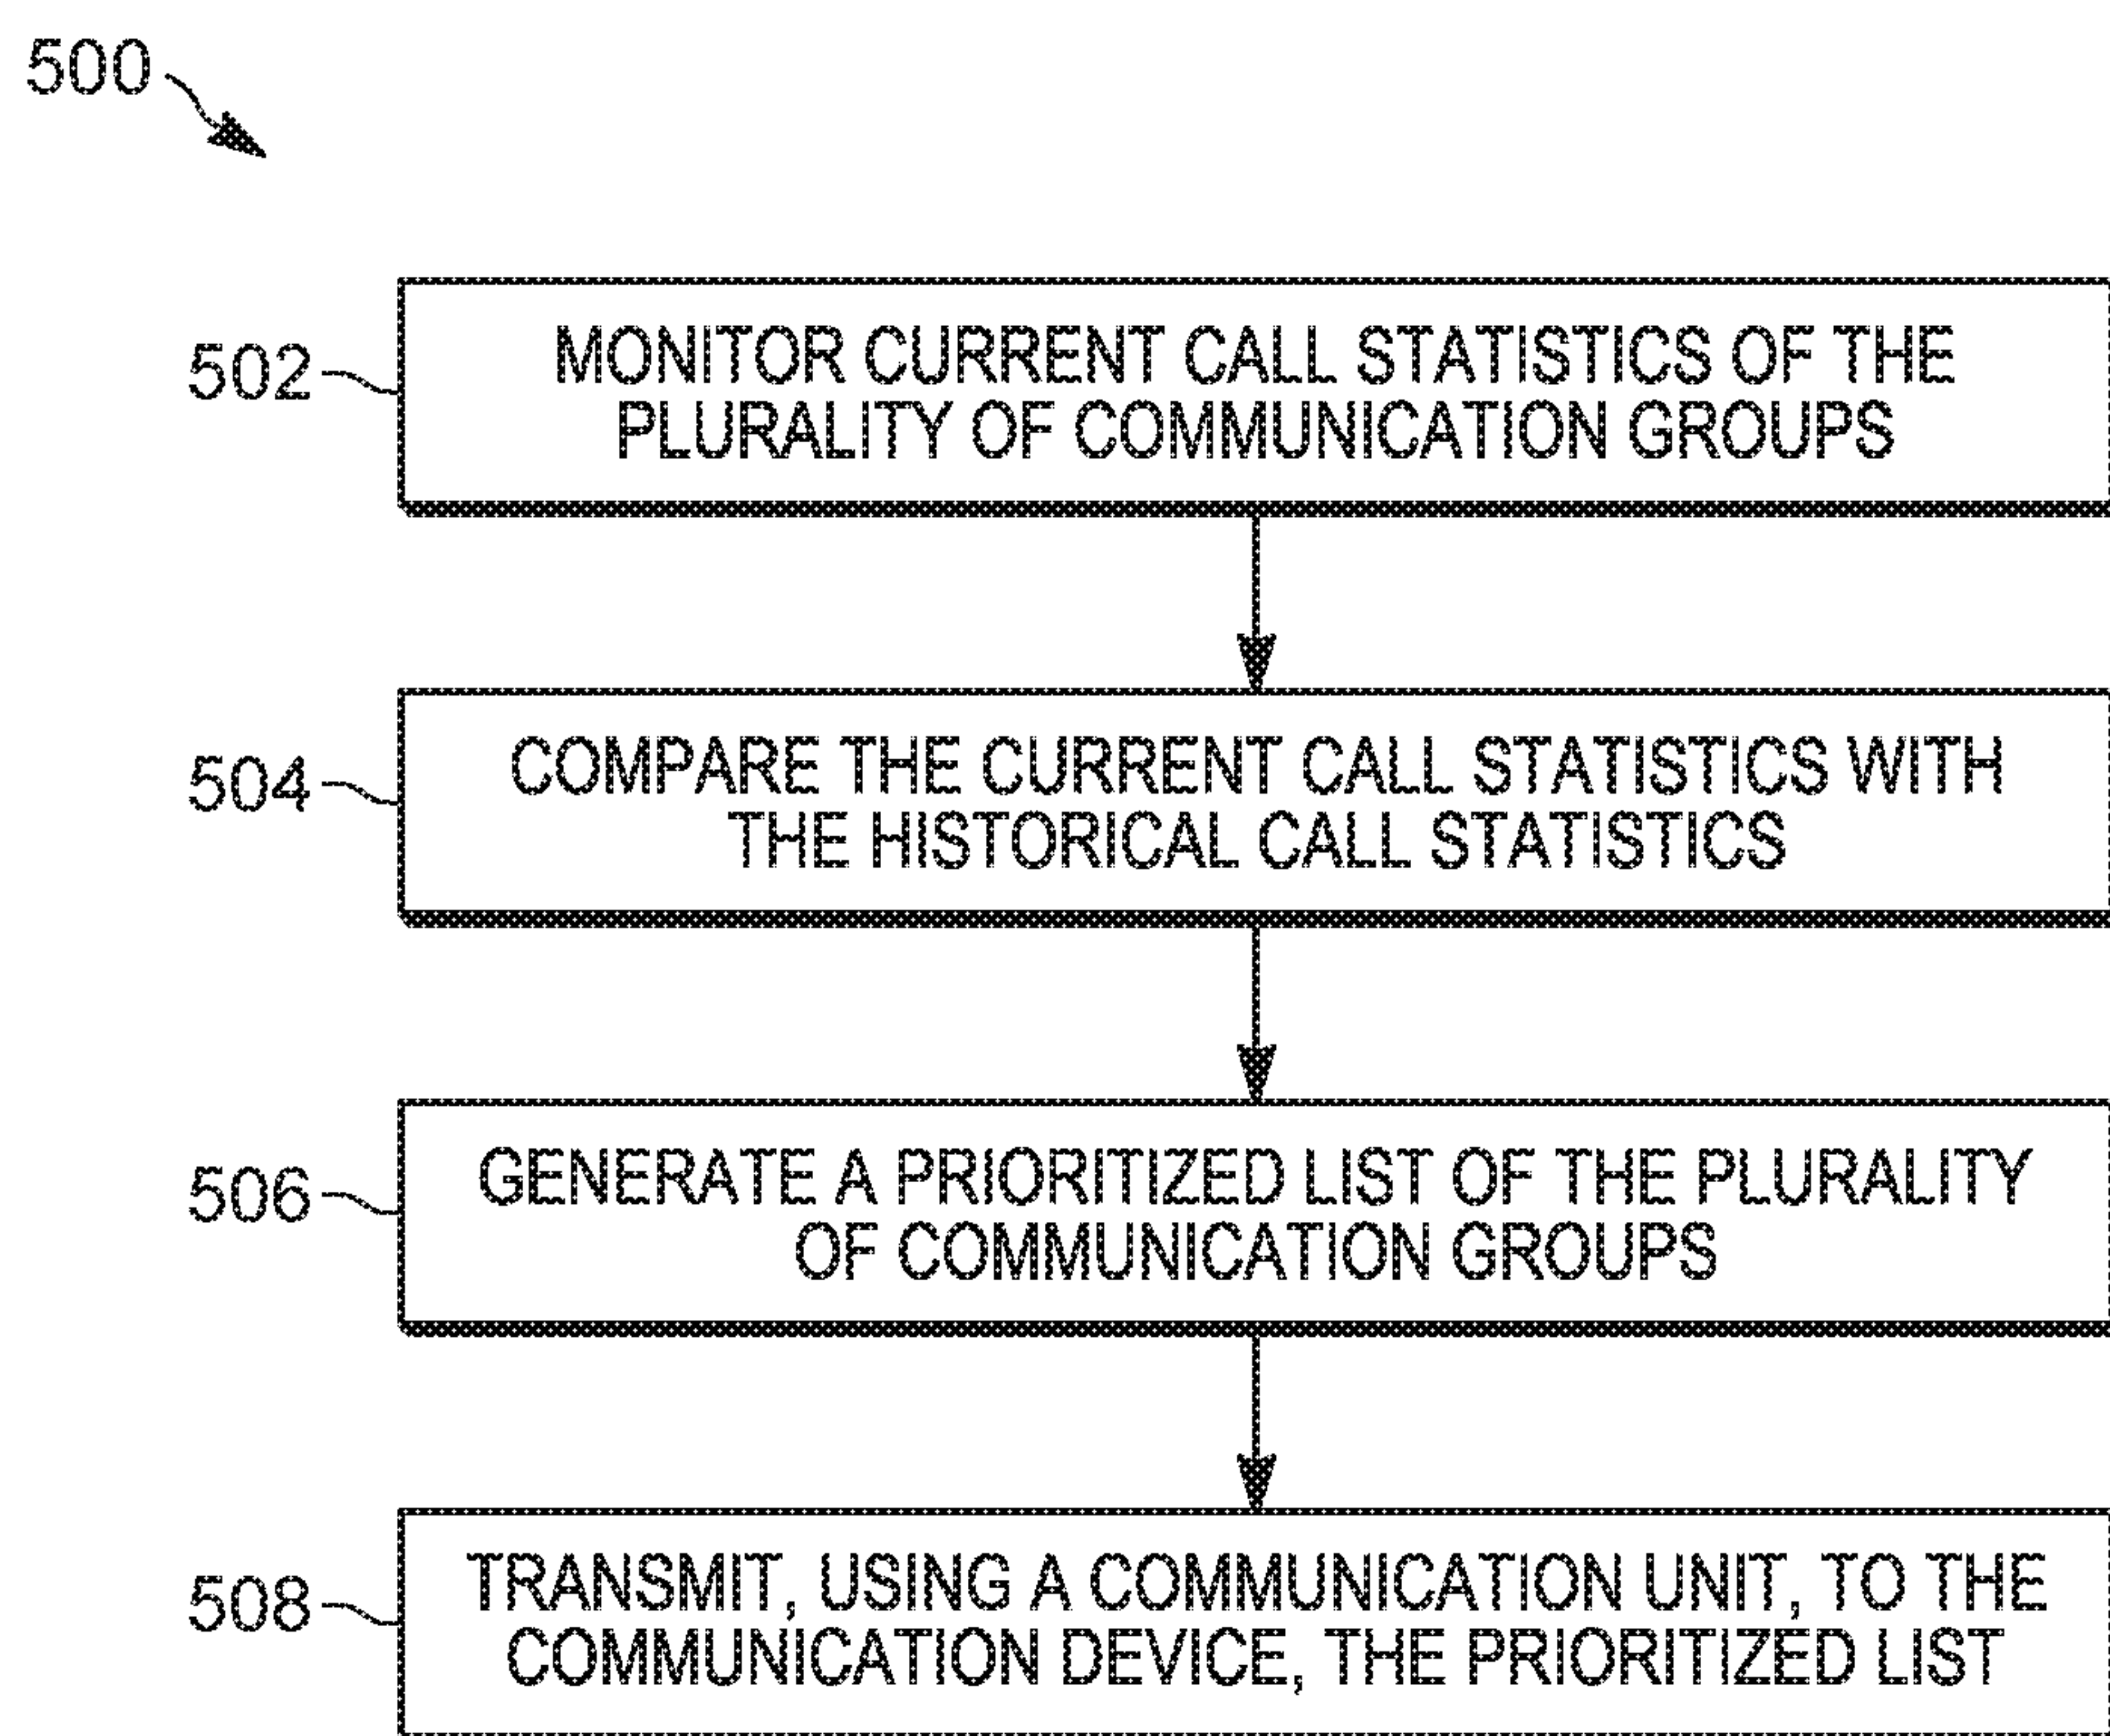 500
502
MONITOR CURRENT CALL STATISTICS OF THE
PLURALITY OF COMMUNICATION GROUPS
504
COMPARE THE CURRENT CALL STATISTICS WITH
THE HISTORICAL CALL STATISTICS
506
GENERATE A PRIORITIZED LIST OF THE PLURALITY
OF COMMUNICATION GROUPS
508
TRANSMIT, USING A COMMUNICATION UNIT, TO THE
COMMUNICATION DEVICE, THE PRIORITIZED LIST